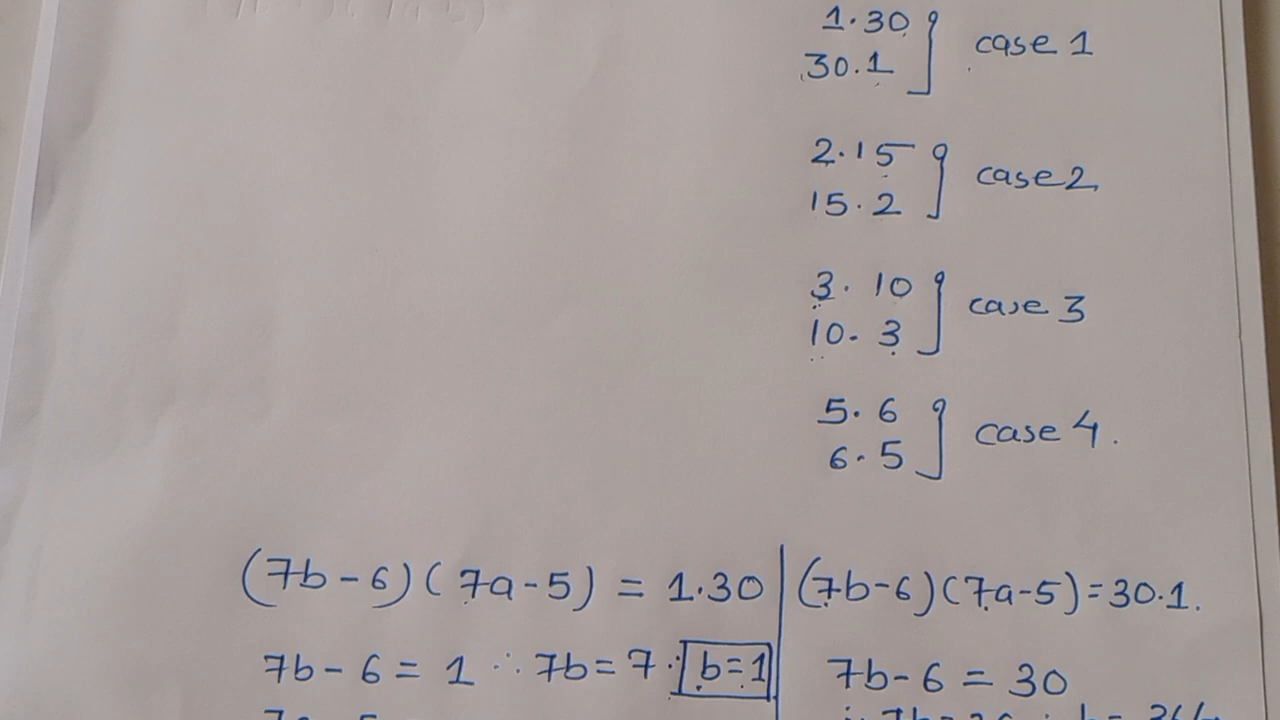 1.30
30.1 ] case 1
2.15
15.2 ] case 2
3. 10
10. 3 ] case 3
5. 6
6. 5 ] case 4.
(7b-6)(7a-5) = 1.30 | (7b-6)(7a-5)=30.1.
7b-6 = 1 ∴ 7b=7 ∴ b=1
7b-6 = 30